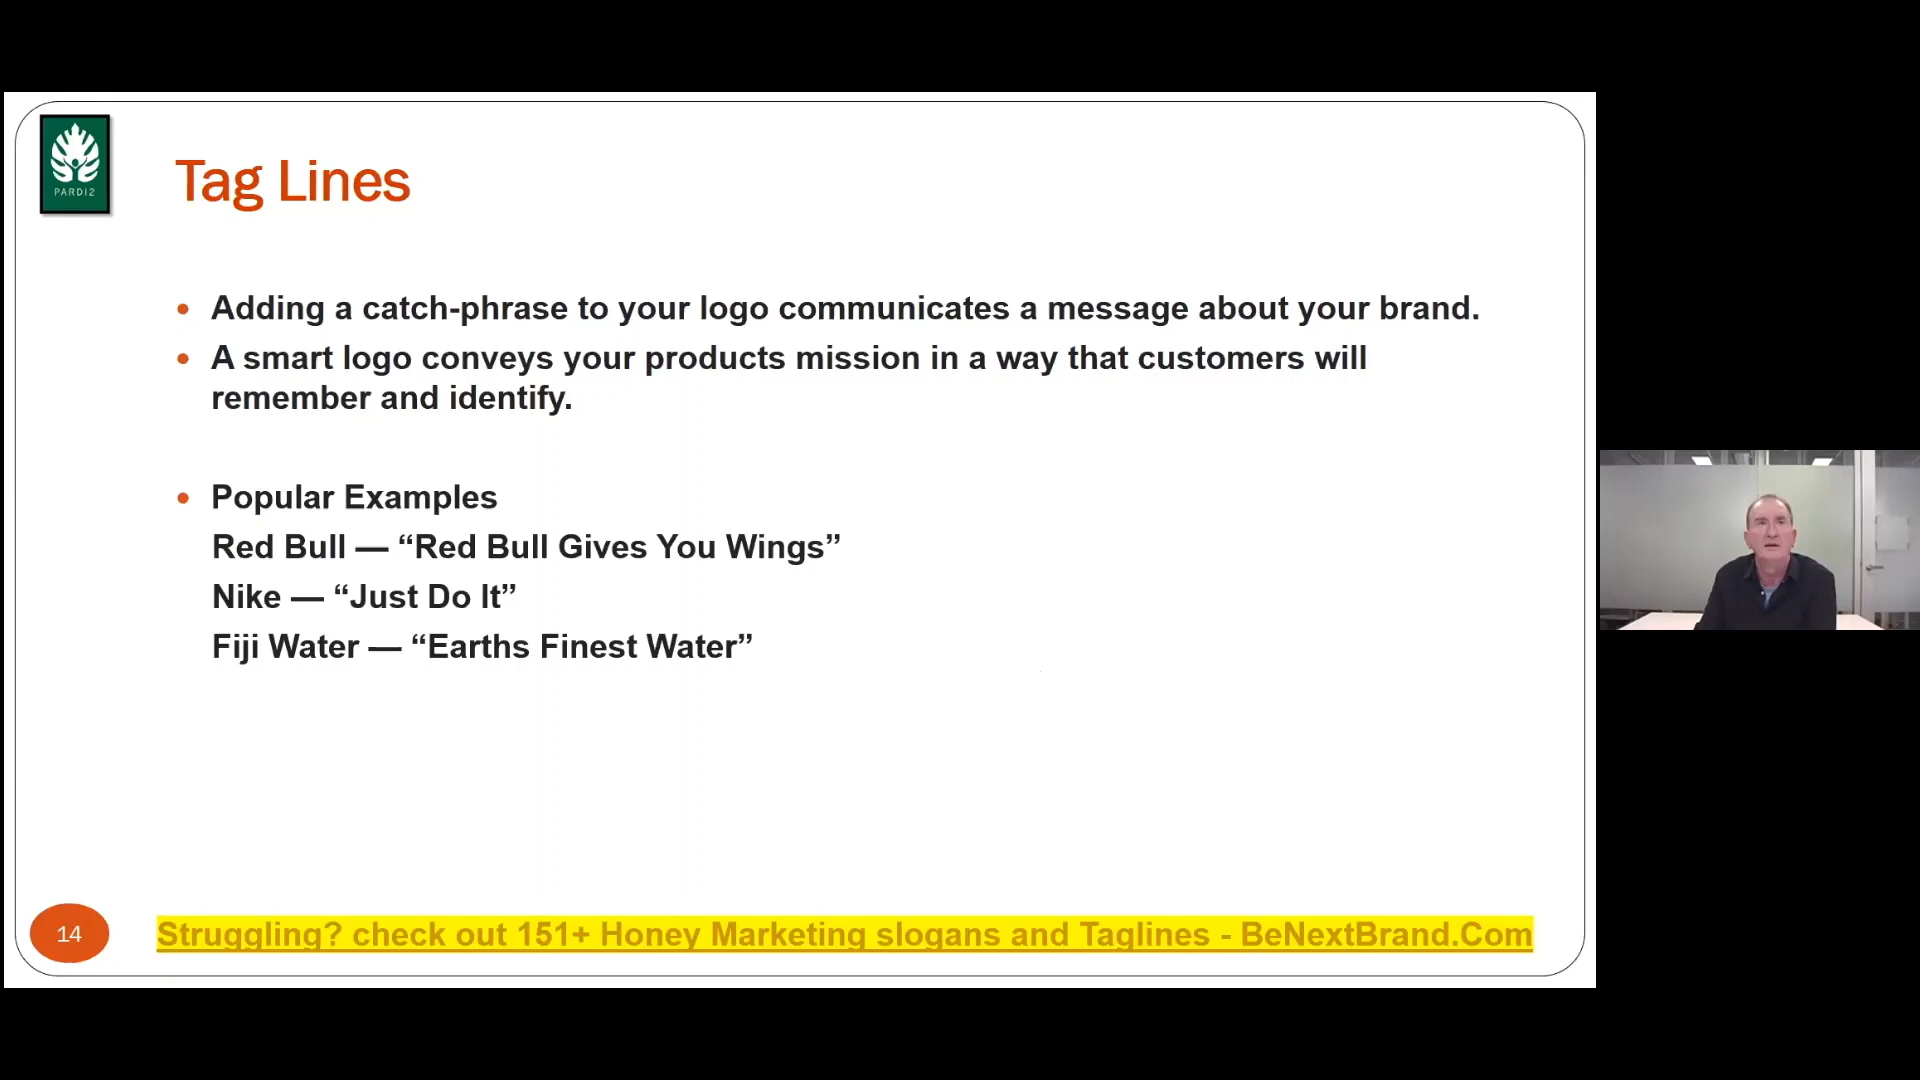 PARDI2
Tag Lines
• Adding a catch-phrase to your logo communicates a message about your brand.
• A smart logo conveys your products mission in a way that customers will
remember and identify.
• Popular Examples
Red Bull — “Red Bull Gives You Wings”
Nike — “Just Do It”
Fiji Water — “Earths Finest Water”
14
Struggling? check out 151+ Honey Marketing slogans and Taglines - BeNextBrand.Com